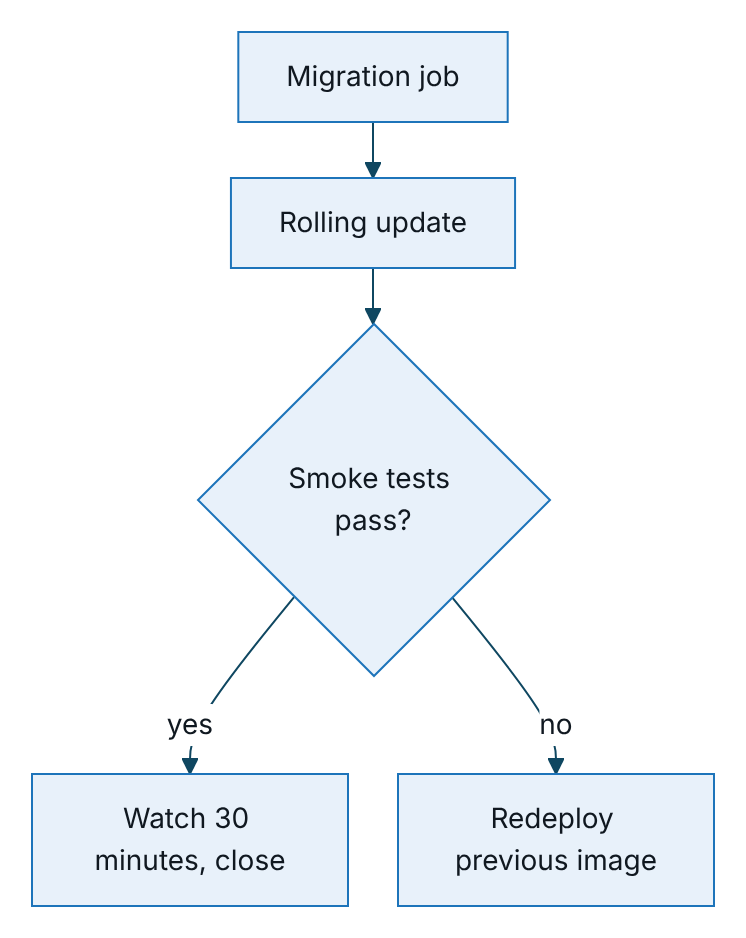 Migration job
Rolling update
Smoke tests
pass?
yes
no
Watch 30
minutes, close
Redeploy
previous image